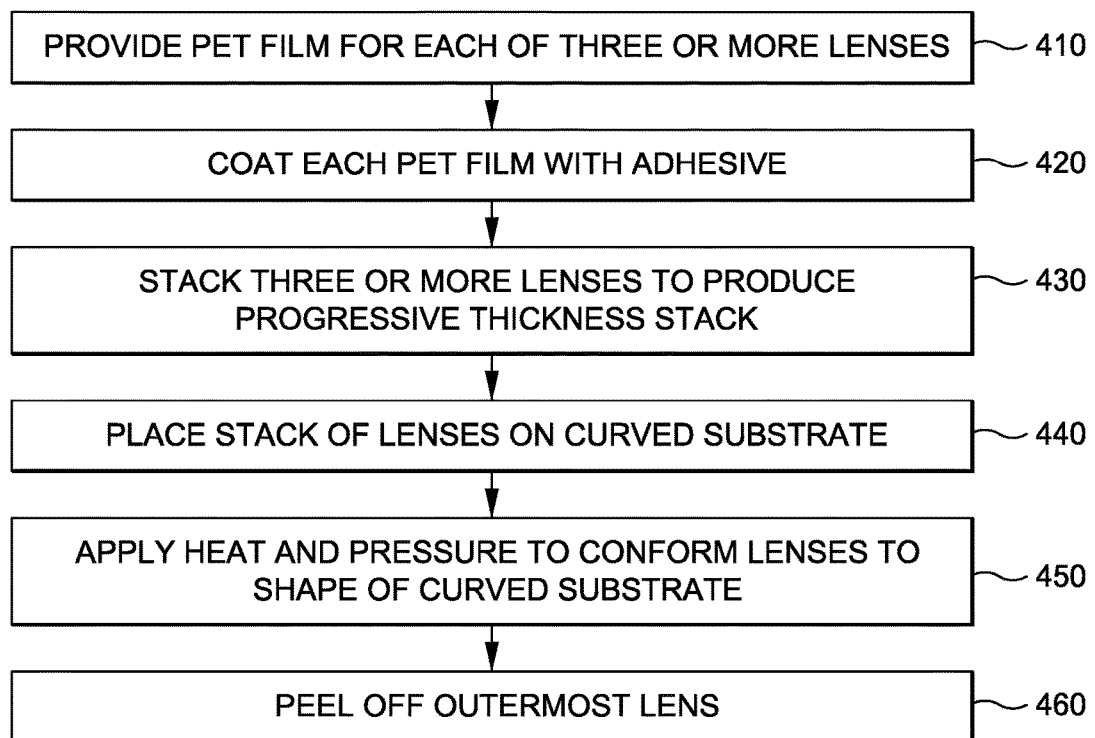 PROVIDE PET FILM FOR EACH OF THREE OR MORE LENSES
410
COAT EACH PET FILM WITH ADHESIVE
420
STACK THREE OR MORE LENSES TO PRODUCE
PROGRESSIVE THICKNESS STACK
430
PLACE STACK OF LENSES ON CURVED SUBSTRATE
440
APPLY HEAT AND PRESSURE TO CONFORM LENSES TO
SHAPE OF CURVED SUBSTRATE
450
PEEL OFF OUTERMOST LENS
460